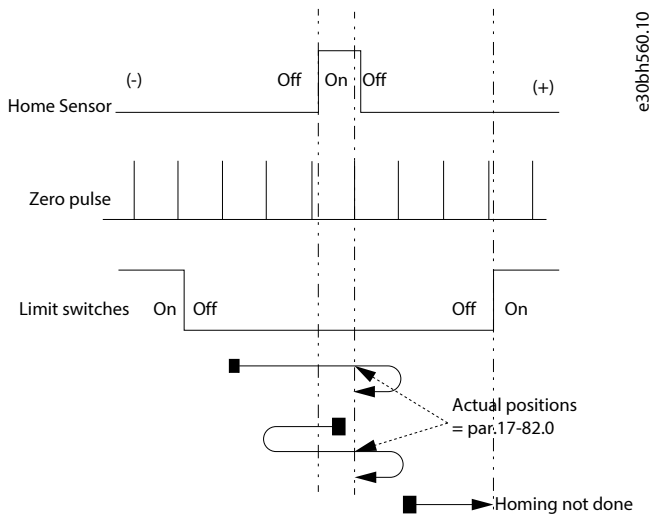 e30bh560.10
(-)
Off
On
Off
(+)
Home Sensor
Zero pulse
Limit switches
On
Off
Off
On
Actual positions
= par.17-82.0
Homing not done